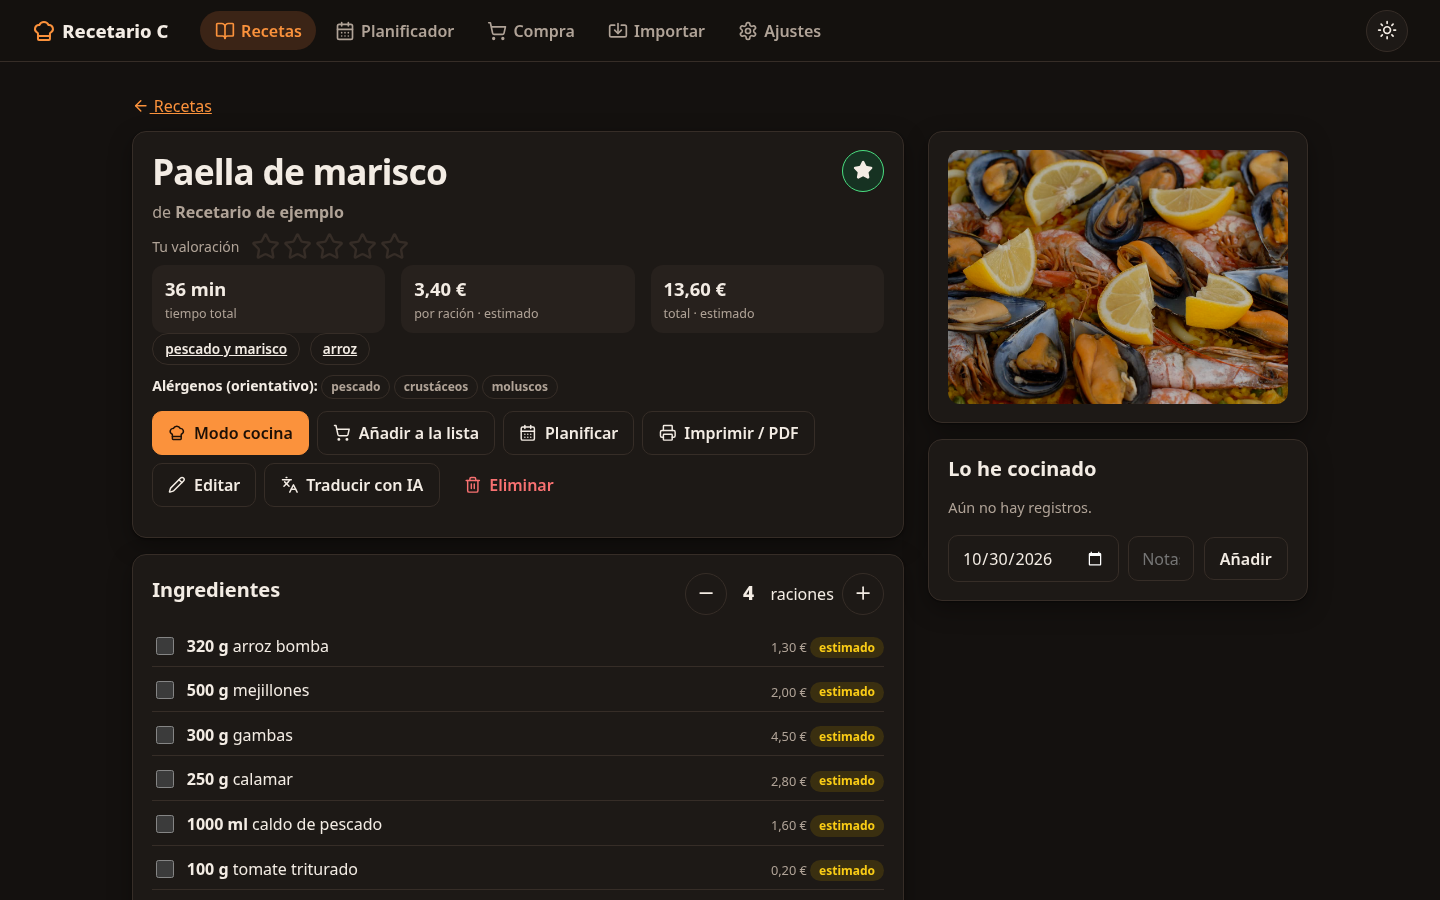 Recetario C
Recetas
Planificador
Compra
Importar
Ajustes
← Recetas
Paella de marisco
de Recetario de ejemplo
Tu valoración
36 min
tiempo total
3,40 €
por ración · estimado
13,60 €
total · estimado
pescado y marisco
arroz
Alérgenos (orientativo): pescado crustáceos moluscos
Modo cocina
Añadir a la lista
Planificar
Imprimir / PDF
Editar
Traducir con IA
Eliminar
Ingredientes
− 4 raciones +
320 g arroz bomba 1,30 € estimado
500 g mejillones 2,00 € estimado
300 g gambas 4,50 € estimado
250 g calamar 2,80 € estimado
1000 ml caldo de pescado 1,60 € estimado
100 g tomate triturado 0,20 € estimado
Lo he cocinado
Aún no hay registros.
10/30/2026
Nota
Añadir